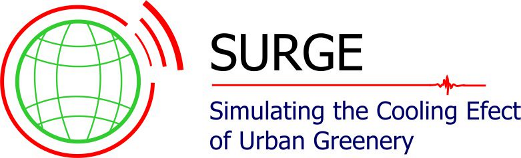 SURGE
Simulating the Cooling Efect
of Urban Greenery